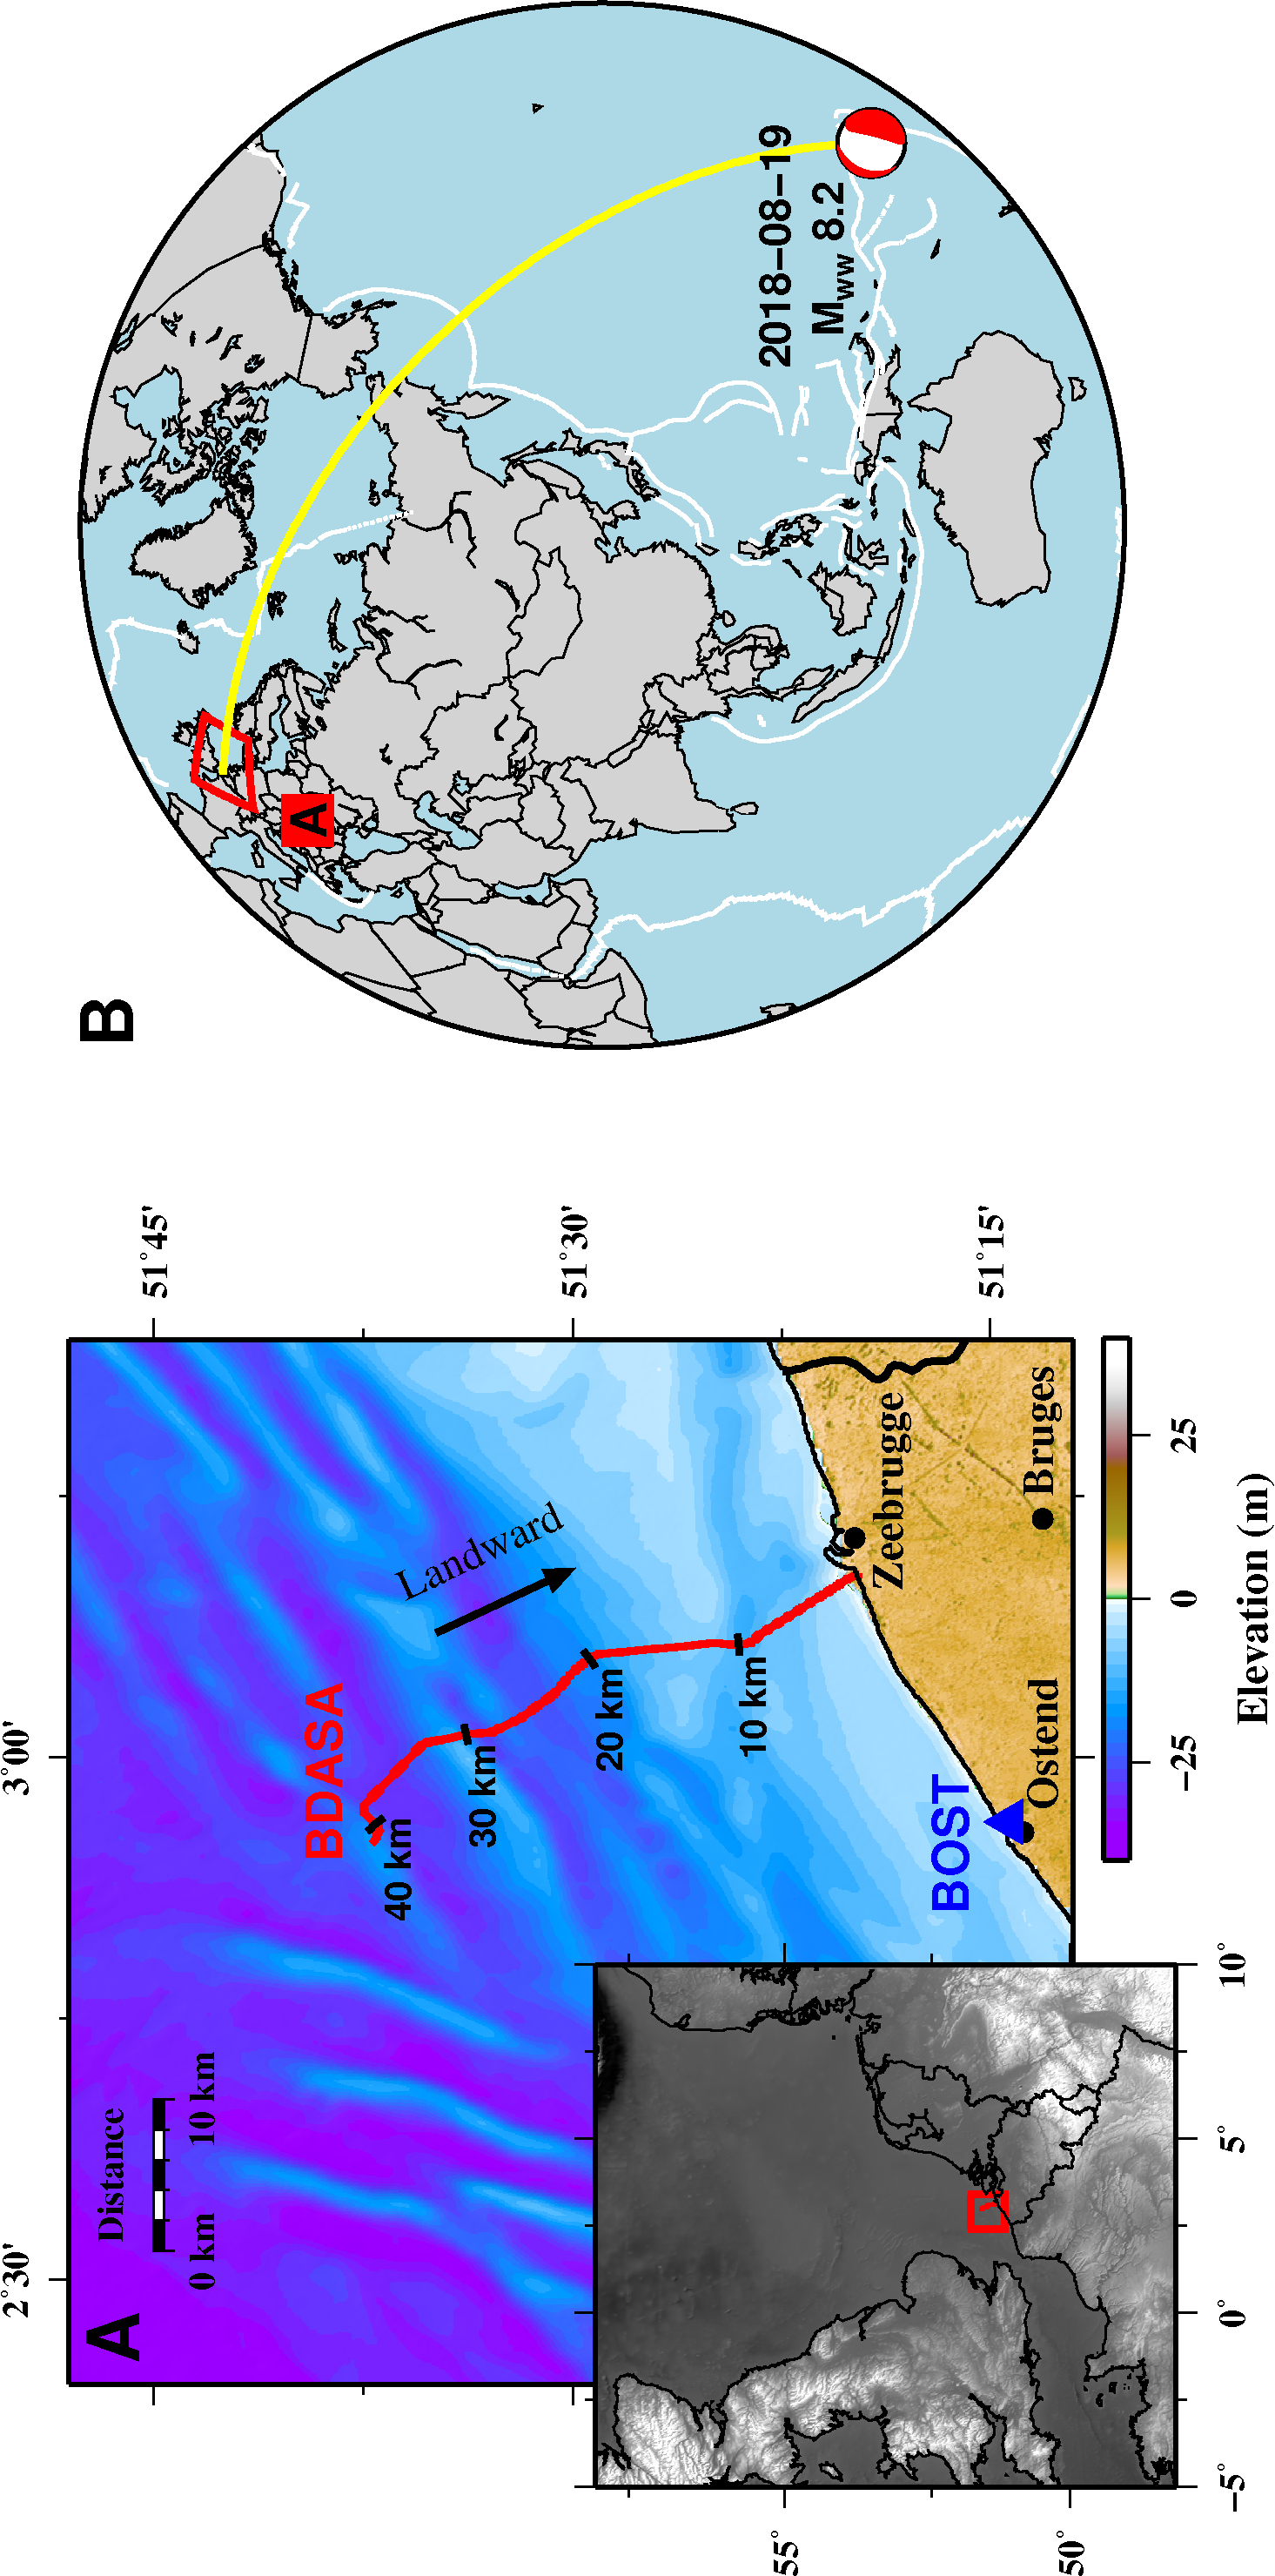 A
2°30'
3°00'
51°45'
51°30'
51°15'
Distance
0 km
10 km
BDASA
Landward
40 km
30 km
20 km
10 km
BOST
Ostend
Zeebrugge
Bruges
55°
50°
−5°
0°
5°
10°
−25
0
25
Elevation (m)
B
A
2018−08−19
Mww 8.2